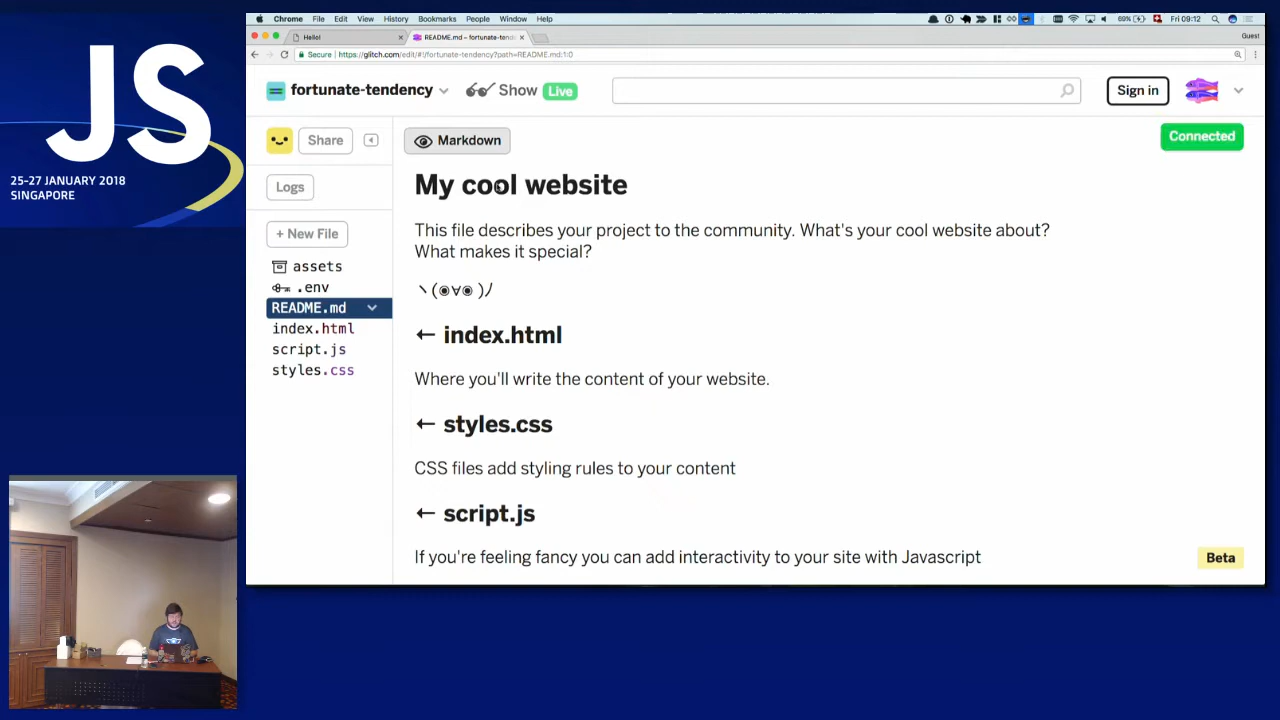 JS
25-27 JANUARY 2018
SINGAPORE
Chrome File Edit View History Bookmarks People Window Help
69%
Fri 09:12
Hello!
README.md – fortunate-tend
Guest
Secure https://glitch.com/edit/#!/fortunate-tendency?path=README.md:1:0
fortunate-tendency
Show Live
Sign in
Share
Markdown
Connected
Logs
+ New File
assets
.env
README.md
index.html
script.js
styles.css
My cool website
This file describes your project to the community. What's your cool website about?
What makes it special?
ヽ(◉∀◉)ノ
← index.html
Where you'll write the content of your website.
← styles.css
CSS files add styling rules to your content
← script.js
If you're feeling fancy you can add interactivity to your site with Javascript
Beta